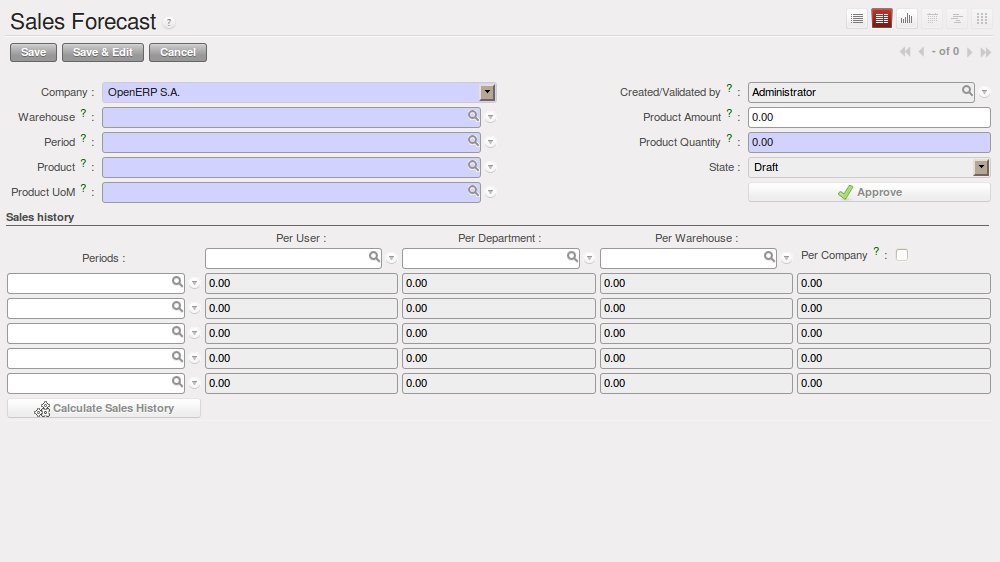 Sales Forecast ?
Save Save & Edit Cancel - of 0
Company : OpenERP S.A. Created/Validated by ? : Administrator
Warehouse ? : Product Amount ? : 0.00
Period ? : Product Quantity ? : 0.00
Product ? : State : Draft
Product UoM ? : Approve
Sales history
Per User : Per Department : Per Warehouse :
Periods : Per Company ? :
0.00 0.00 0.00 0.00
0.00 0.00 0.00 0.00
0.00 0.00 0.00 0.00
0.00 0.00 0.00 0.00
0.00 0.00 0.00 0.00
Calculate Sales History